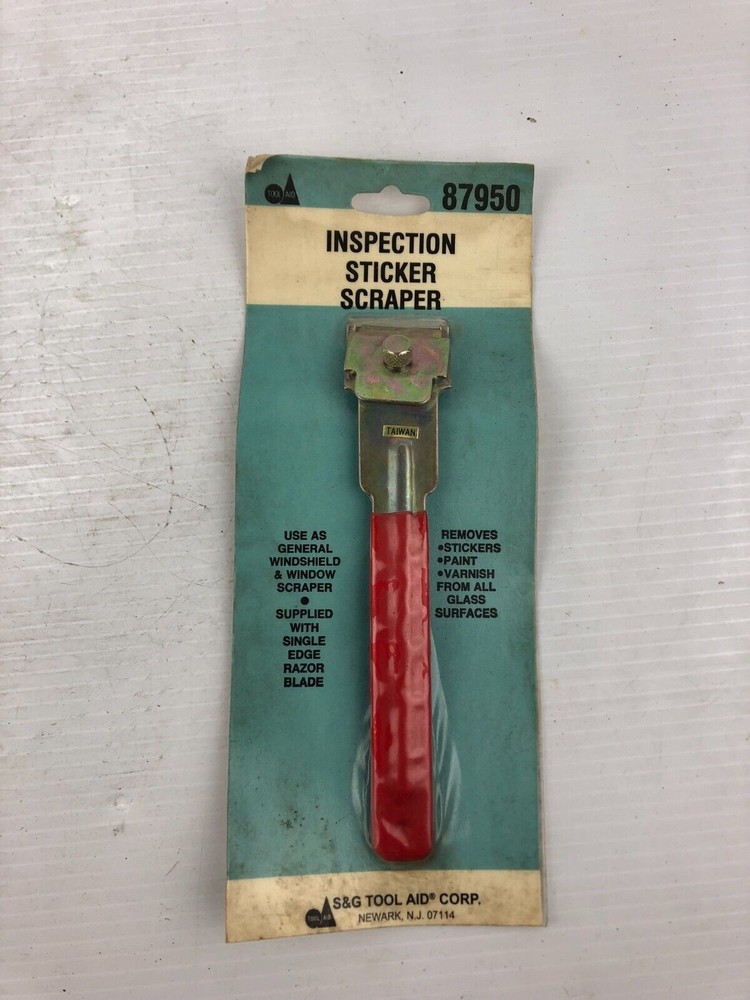 TOOL AID
87950
INSPECTION
STICKER
SCRAPER
TAIWAN
USE AS
GENERAL
WINDSHIELD
& WINDOW
SCRAPER
●
SUPPLIED
WITH
SINGLE
EDGE
RAZOR
BLADE
REMOVES
●STICKERS
●PAINT
●VARNISH
FROM ALL
GLASS
SURFACES
TOOL AID
S&G TOOL AID® CORP.
NEWARK, N.J. 07114